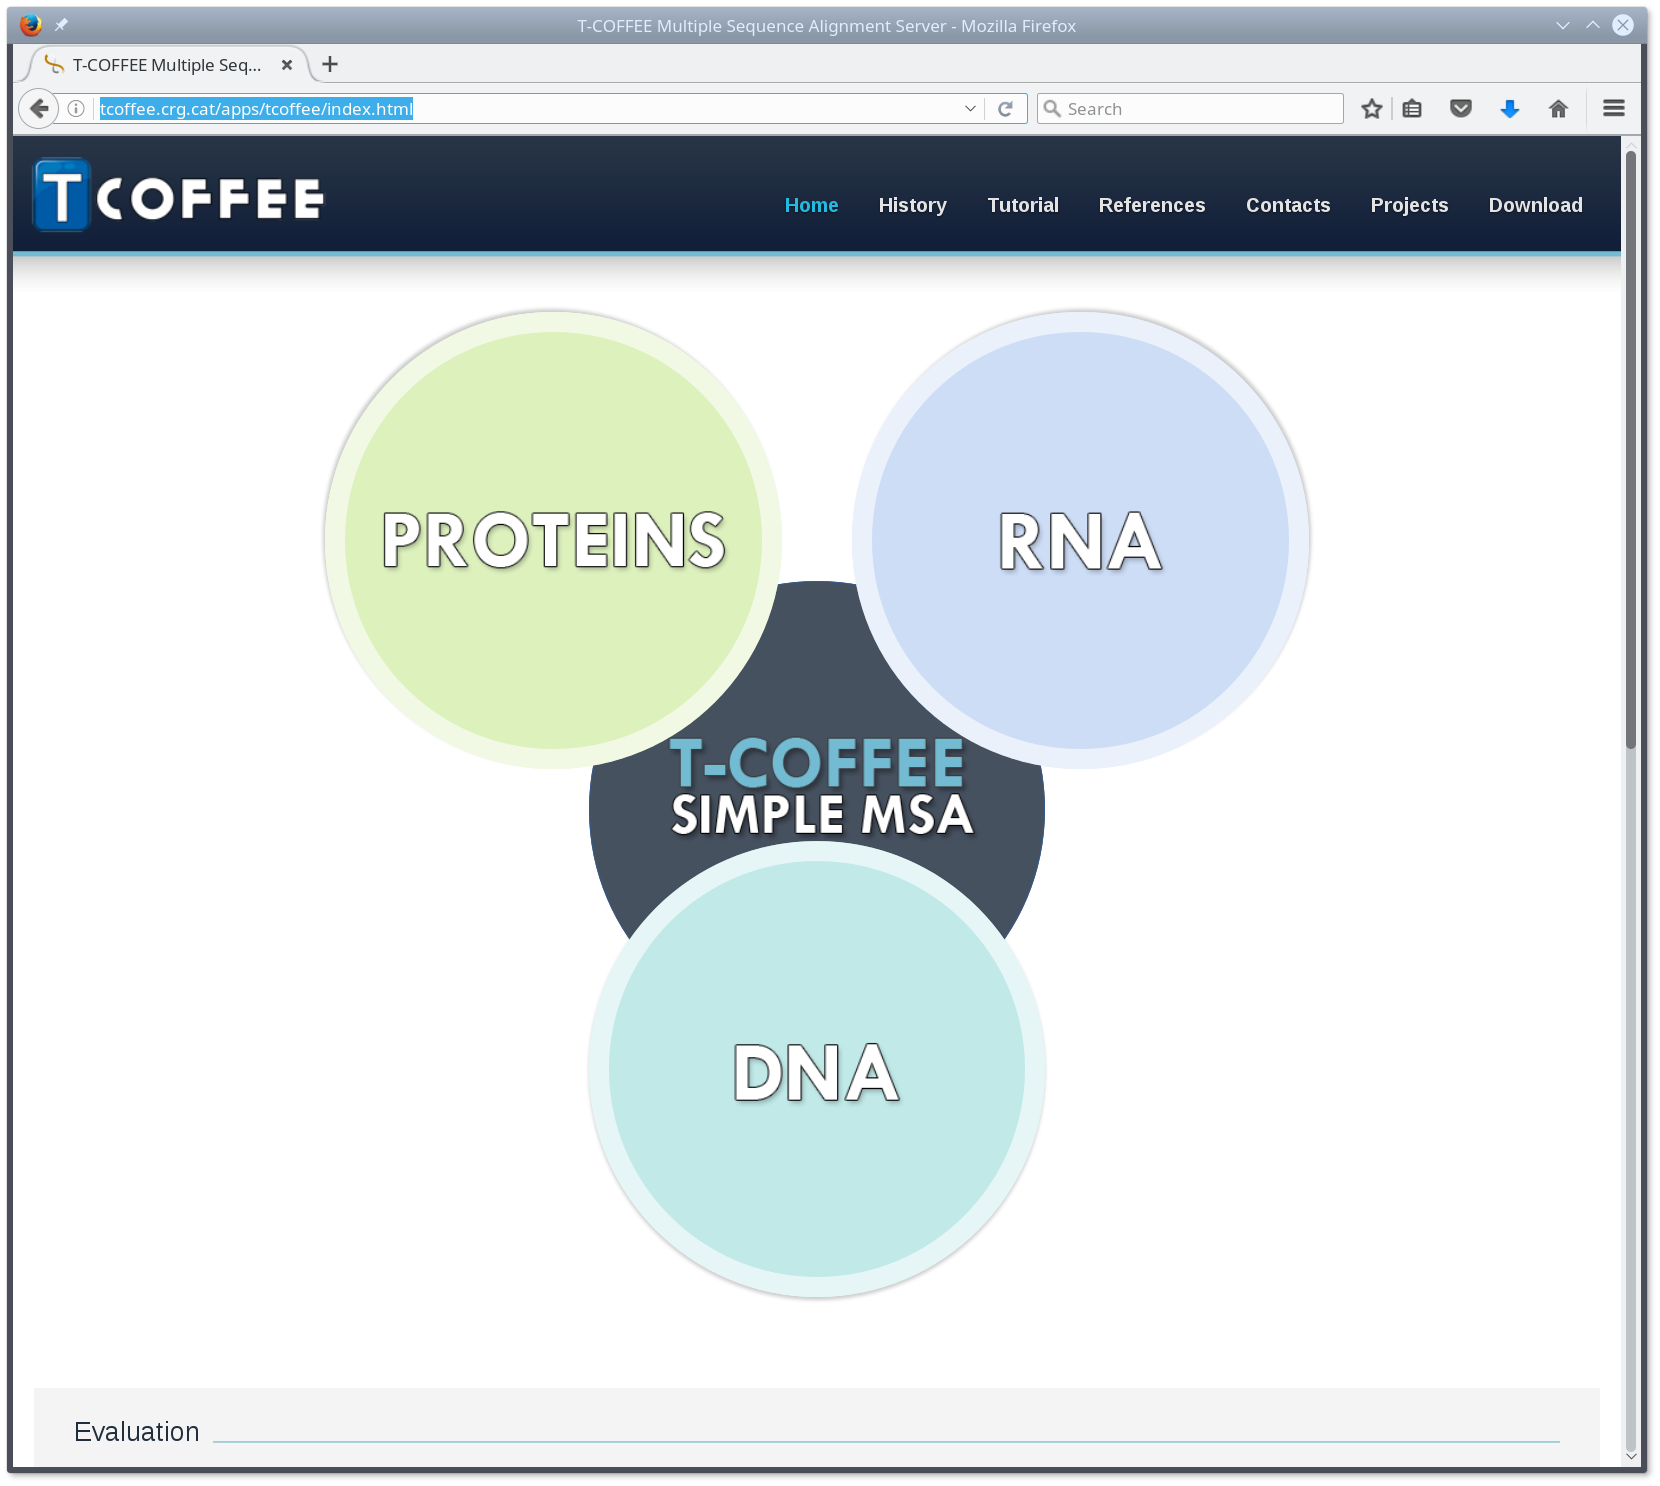 T-COFFEE Multiple Sequence Alignment Server - Mozilla Firefox
T-COFFEE Multiple Seq...
tcoffee.crg.cat/apps/tcoffee/index.html
Search
T COFFEE
Home History Tutorial References Contacts Projects Download
PROTEINS
RNA
T-COFFEE
SIMPLE MSA
DNA
Evaluation